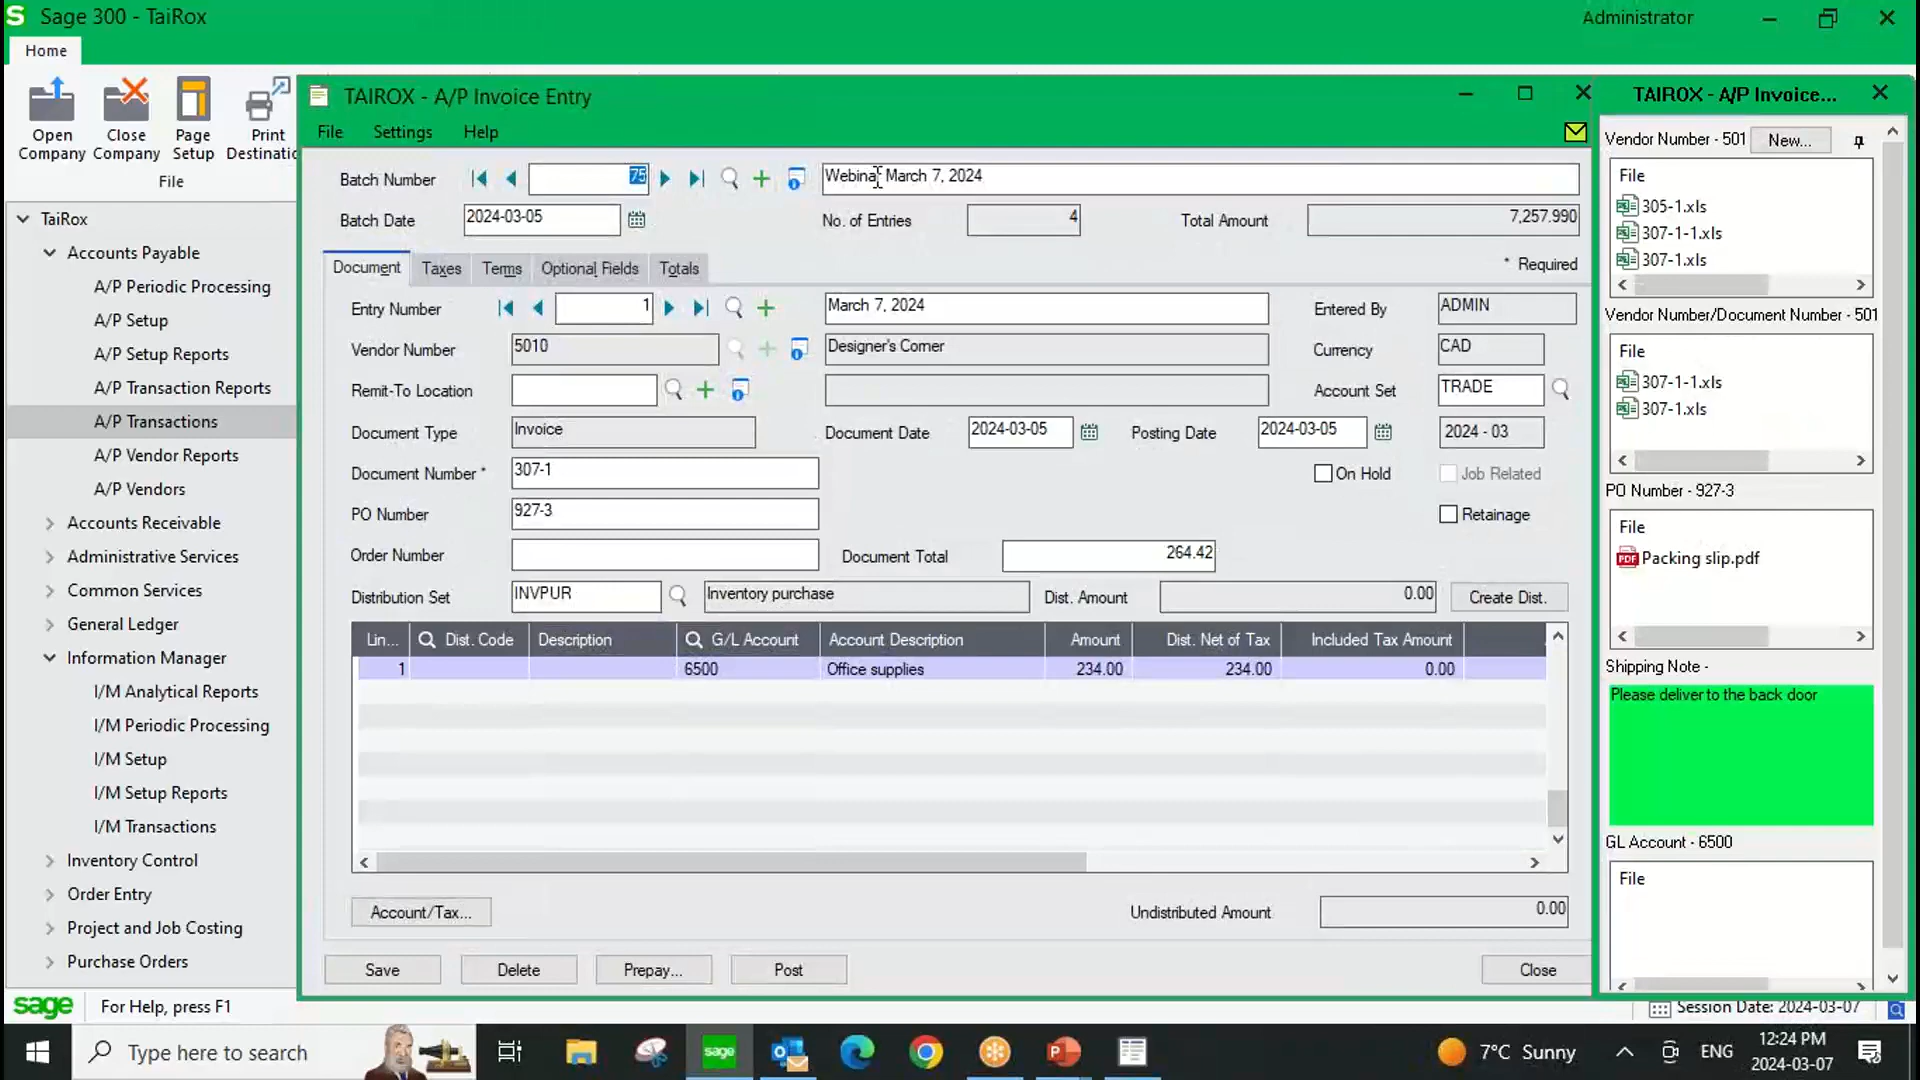 Sage 300 - TaiRox
Administrator
Home
Open Company
Close Company
Page Setup
Print
File
TaiRox
Accounts Payable
A/P Periodic Processing
A/P Setup
A/P Setup Reports
A/P Transaction Reports
A/P Transactions
A/P Vendor Reports
A/P Vendors
Accounts Receivable
Administrative Services
Common Services
General Ledger
Information Manager
I/M Analytical Reports
I/M Periodic Processing
I/M Setup
I/M Setup Reports
I/M Transactions
Inventory Control
Order Entry
Project and Job Costing
Purchase Orders
TAIROX - A/P Invoice Entry
File Settings Help
Batch Number 75 Webinar March 7, 2024
Batch Date 2024-03-05 No. of Entries 4 Total Amount 7,257.990
Document Taxes Terms Optional Fields Totals * Required
Entry Number 1 March 7, 2024 Entered By ADMIN
Vendor Number 5010 Designer's Corner Currency CAD
Remit-To Location Account Set TRADE
Document Type Invoice Document Date 2024-03-05 Posting Date 2024-03-05 2024 - 03
Document Number * 307-1 On Hold Job Related
PO Number 927-3 Retainage
Order Number Document Total 264.42
Distribution Set INVPUR Inventory purchase Dist. Amount 0.00 Create Dist.
Lin... Dist. Code Description G/L Account Account Description Amount Dist. Net of Tax Included Tax Amount
1 6500 Office supplies 234.00 234.00 0.00
Account/Tax... Undistributed Amount 0.00
Save Delete Prepay... Post Close
TAIROX - A/P Invoice...
Vendor Number - 501 New...
File
305-1.xls
307-1-1.xls
307-1.xls
Vendor Number/Document Number - 501
File
307-1-1.xls
307-1.xls
PO Number - 927-3
File
PDF Packing slip.pdf
Shipping Note -
Please deliver to the back door
GL Account - 6500
File
sage For Help, press F1 Session Date: 2024-03-07
Type here to search
sage
7°C Sunny
ENG
12:24 PM
2024-03-07